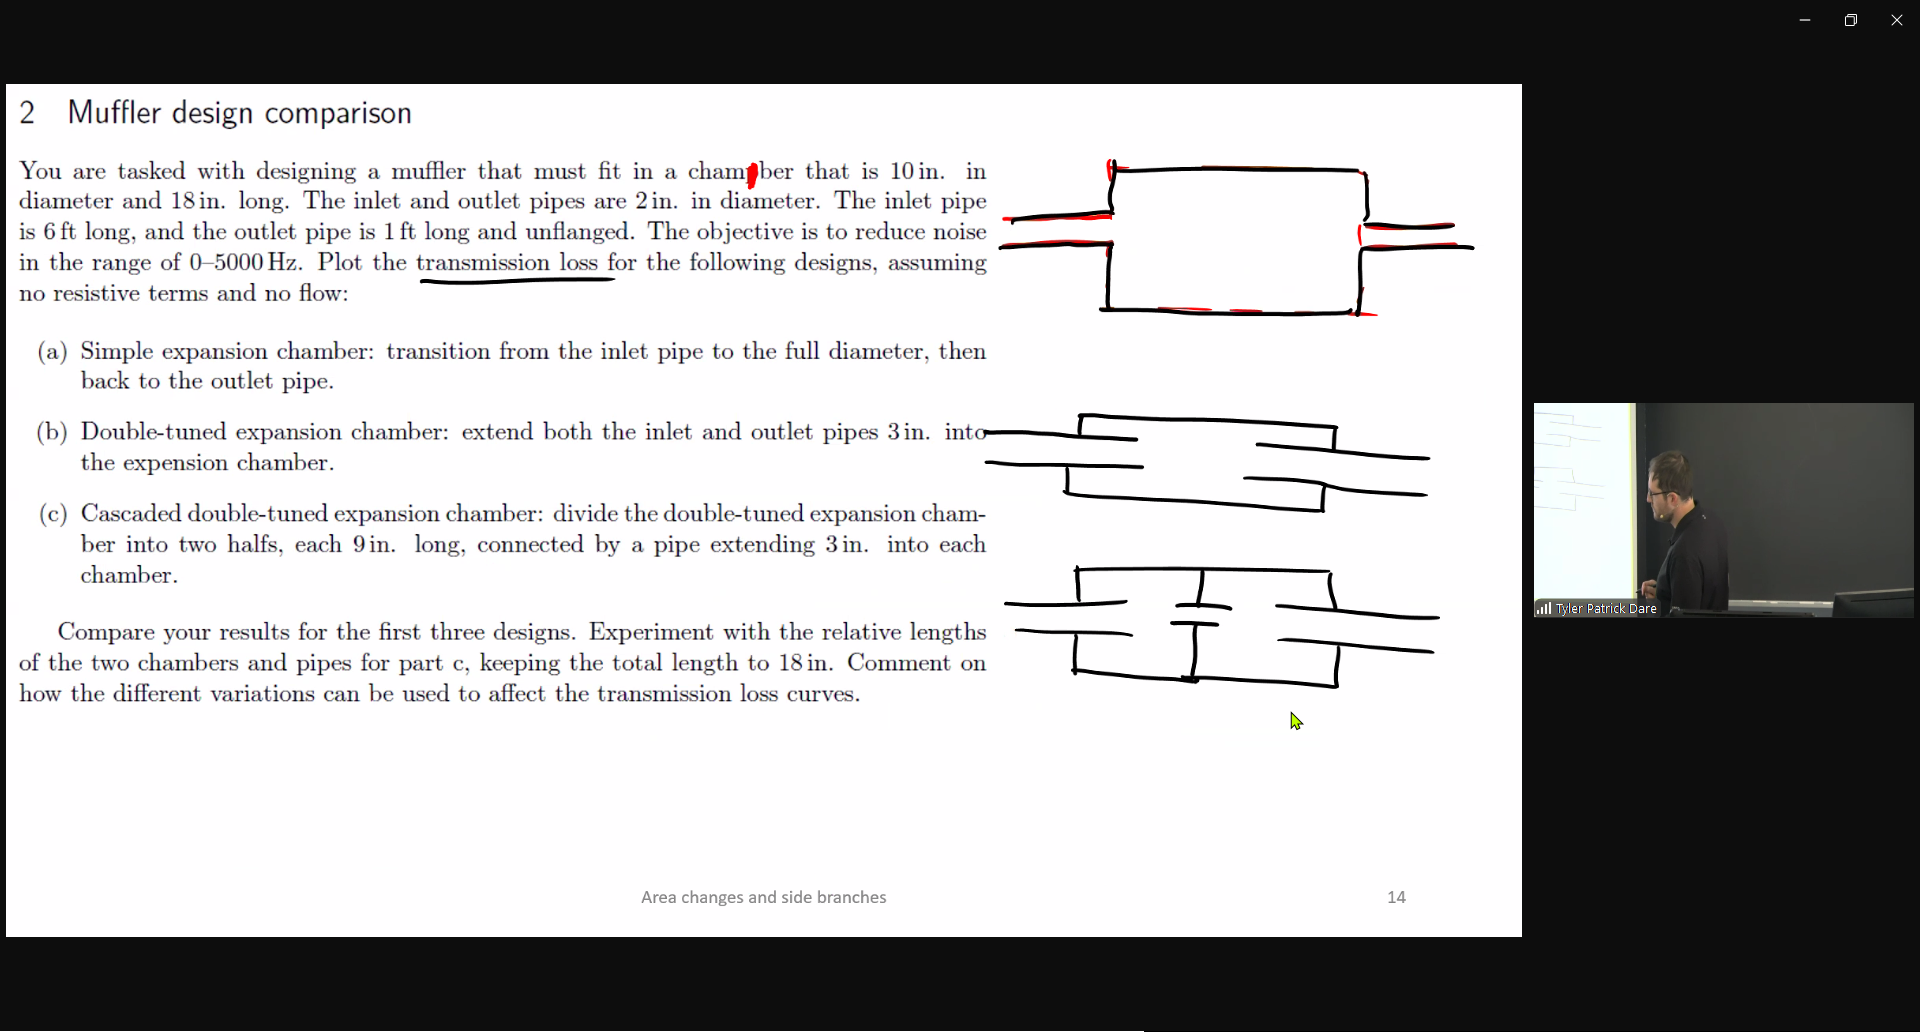 2 Muffler design comparison
You are tasked with designing a muffler that must fit in a champber that is 10 in. in
diameter and 18 in. long. The inlet and outlet pipes are 2 in. in diameter. The inlet pipe
is 6 ft long, and the outlet pipe is 1 ft long and unflanged. The objective is to reduce noise
in the range of 0–5000 Hz. Plot the transmission loss for the following designs, assuming
no resistive terms and no flow:
(a) Simple expansion chamber: transition from the inlet pipe to the full diameter, then
back to the outlet pipe.
(b) Double-tuned expansion chamber: extend both the inlet and outlet pipes 3 in. into
the expension chamber.
(c) Cascaded double-tuned expansion chamber: divide the double-tuned expansion cham-
ber into two halfs, each 9 in. long, connected by a pipe extending 3 in. into each
chamber.
Compare your results for the first three designs. Experiment with the relative lengths
of the two chambers and pipes for part c, keeping the total length to 18 in. Comment on
how the different variations can be used to affect the transmission loss curves.
Area changes and side branches
14
Tyler Patrick Dare